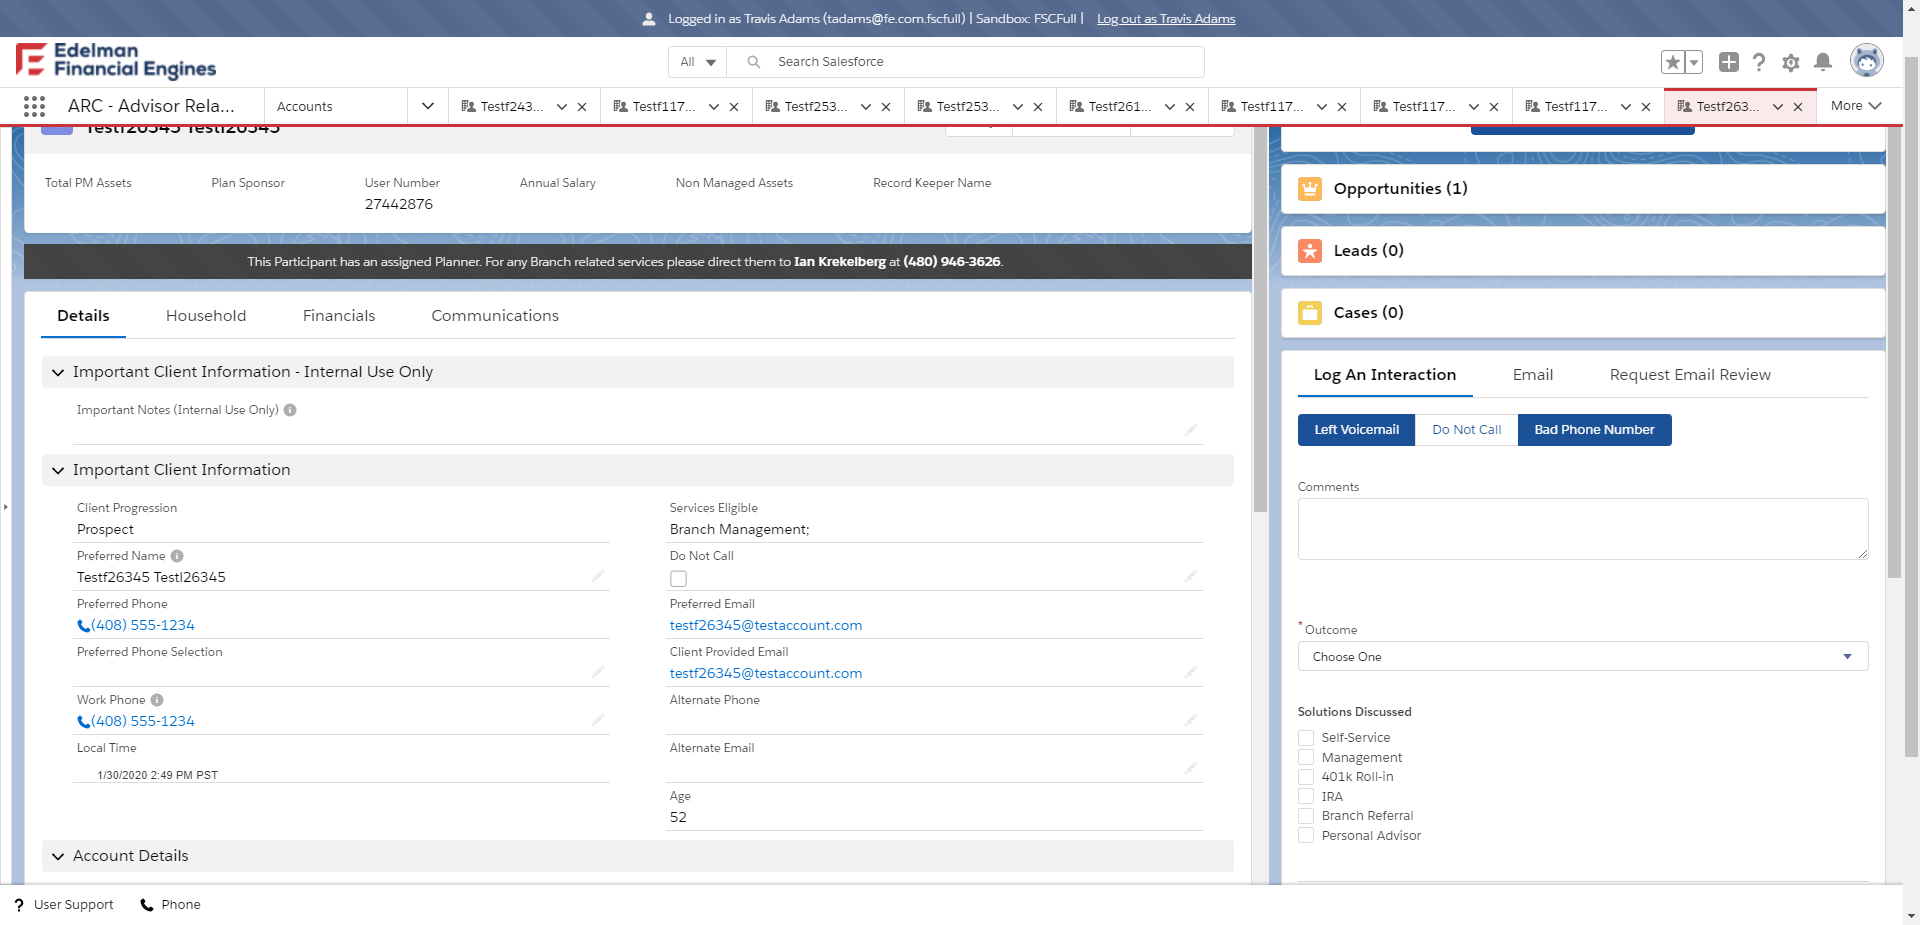 Logged in as Travis Adams (tadams@fe.com.fscfull) | Sandbox: FSCFull | Log out as Travis Adams
Edelman
Financial Engines
All
Search Salesforce
ARC - Advisor Rela...
Accounts
Testf243...
Testf117...
Testf253...
Testf253...
Testf261...
Testf117...
Testf117...
Testf117...
Testf263...
More
Testf26345 Testl26345
Total PM Assets
Plan Sponsor
User Number
Annual Salary
Non Managed Assets
Record Keeper Name
27442876
This Participant has an assigned Planner. For any Branch related services please direct them to Ian Krekelberg at (480) 946-3626.
Details
Household
Financials
Communications
Important Client Information - Internal Use Only
Important Notes (Internal Use Only)
Important Client Information
Client Progression
Prospect
Preferred Name
Testf26345 Testl26345
Preferred Phone
(408) 555-1234
Preferred Phone Selection
Work Phone
(408) 555-1234
Local Time
1/30/2020 2:49 PM PST
Services Eligible
Branch Management;
Do Not Call
Preferred Email
testf26345@testaccount.com
Client Provided Email
testf26345@testaccount.com
Alternate Phone
Alternate Email
Age
52
Account Details
Opportunities (1)
Leads (0)
Cases (0)
Log An Interaction
Email
Request Email Review
Left Voicemail
Do Not Call
Bad Phone Number
Comments
* Outcome
Choose One
Solutions Discussed
Self-Service
Management
401k Roll-in
IRA
Branch Referral
Personal Advisor
? User Support
Phone